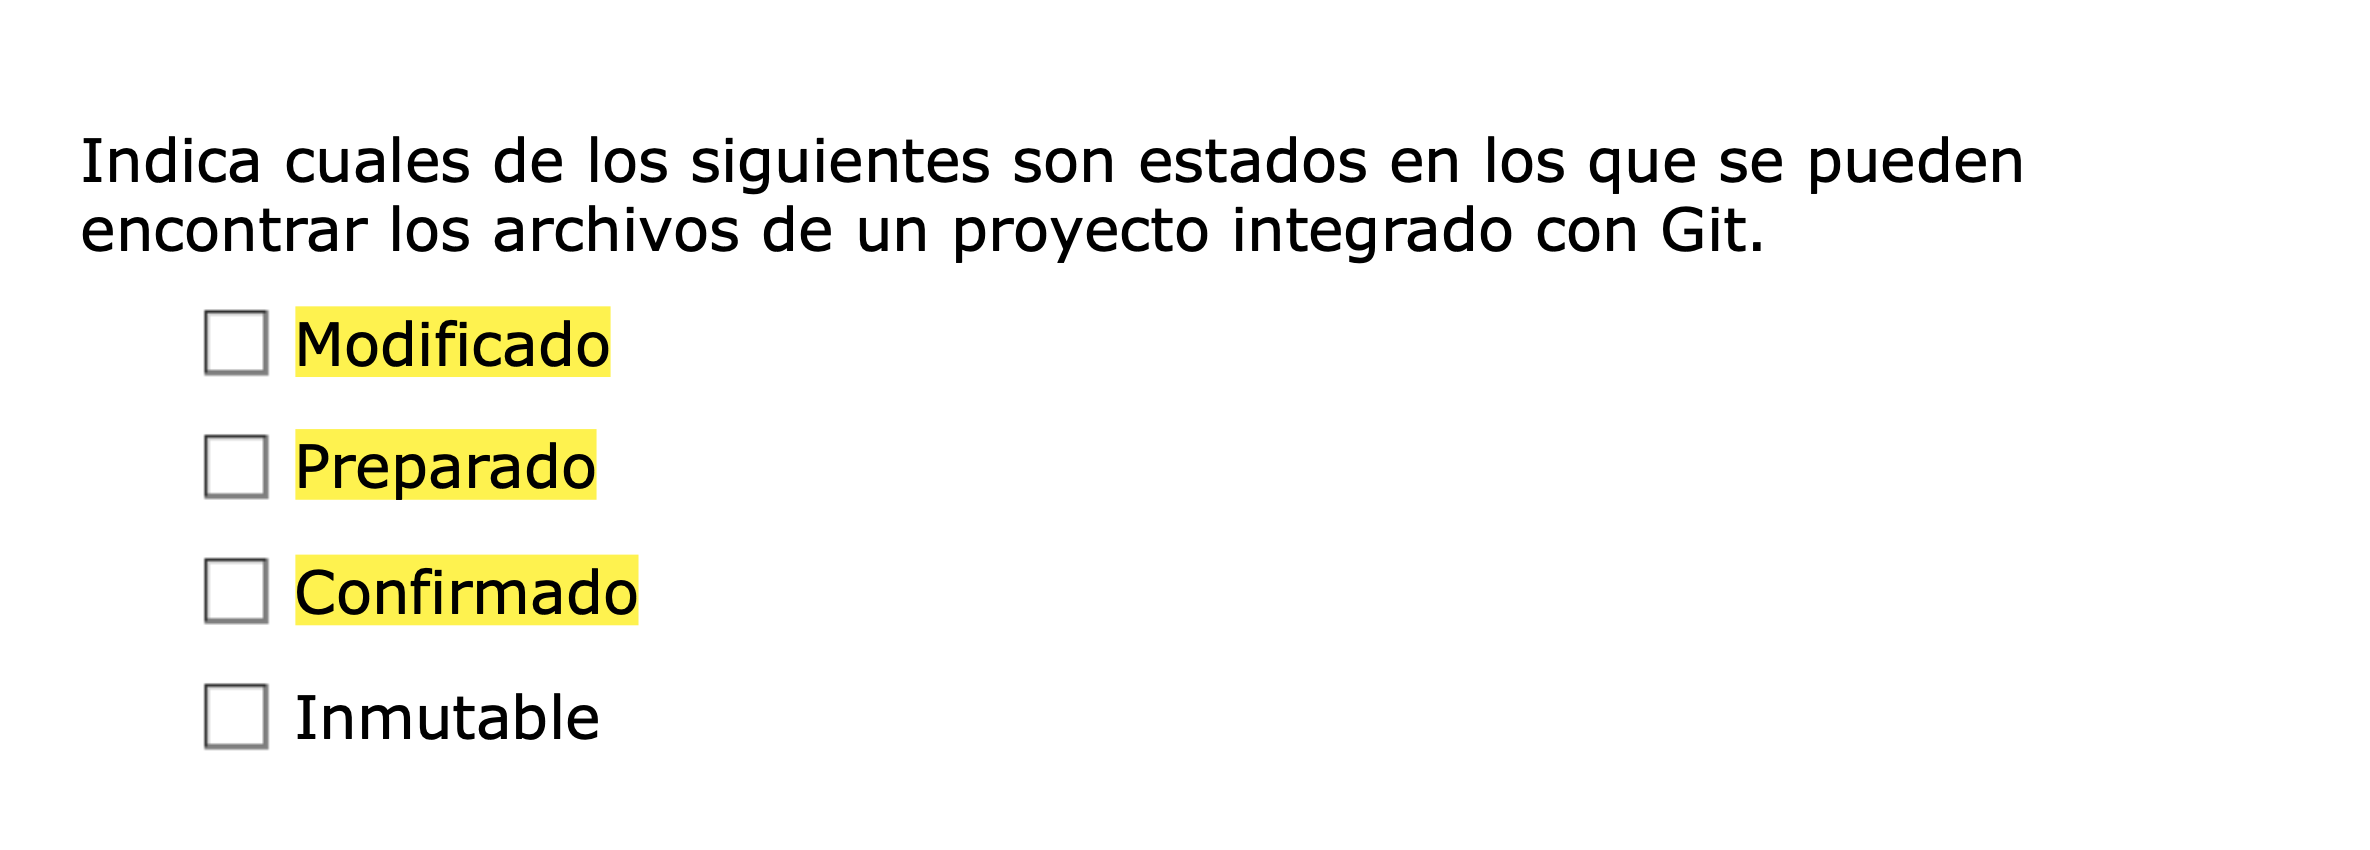 Indica cuales de los siguientes son estados en los que se pueden
encontrar los archivos de un proyecto integrado con Git.
Modificado
Preparado
Confirmado
Inmutable